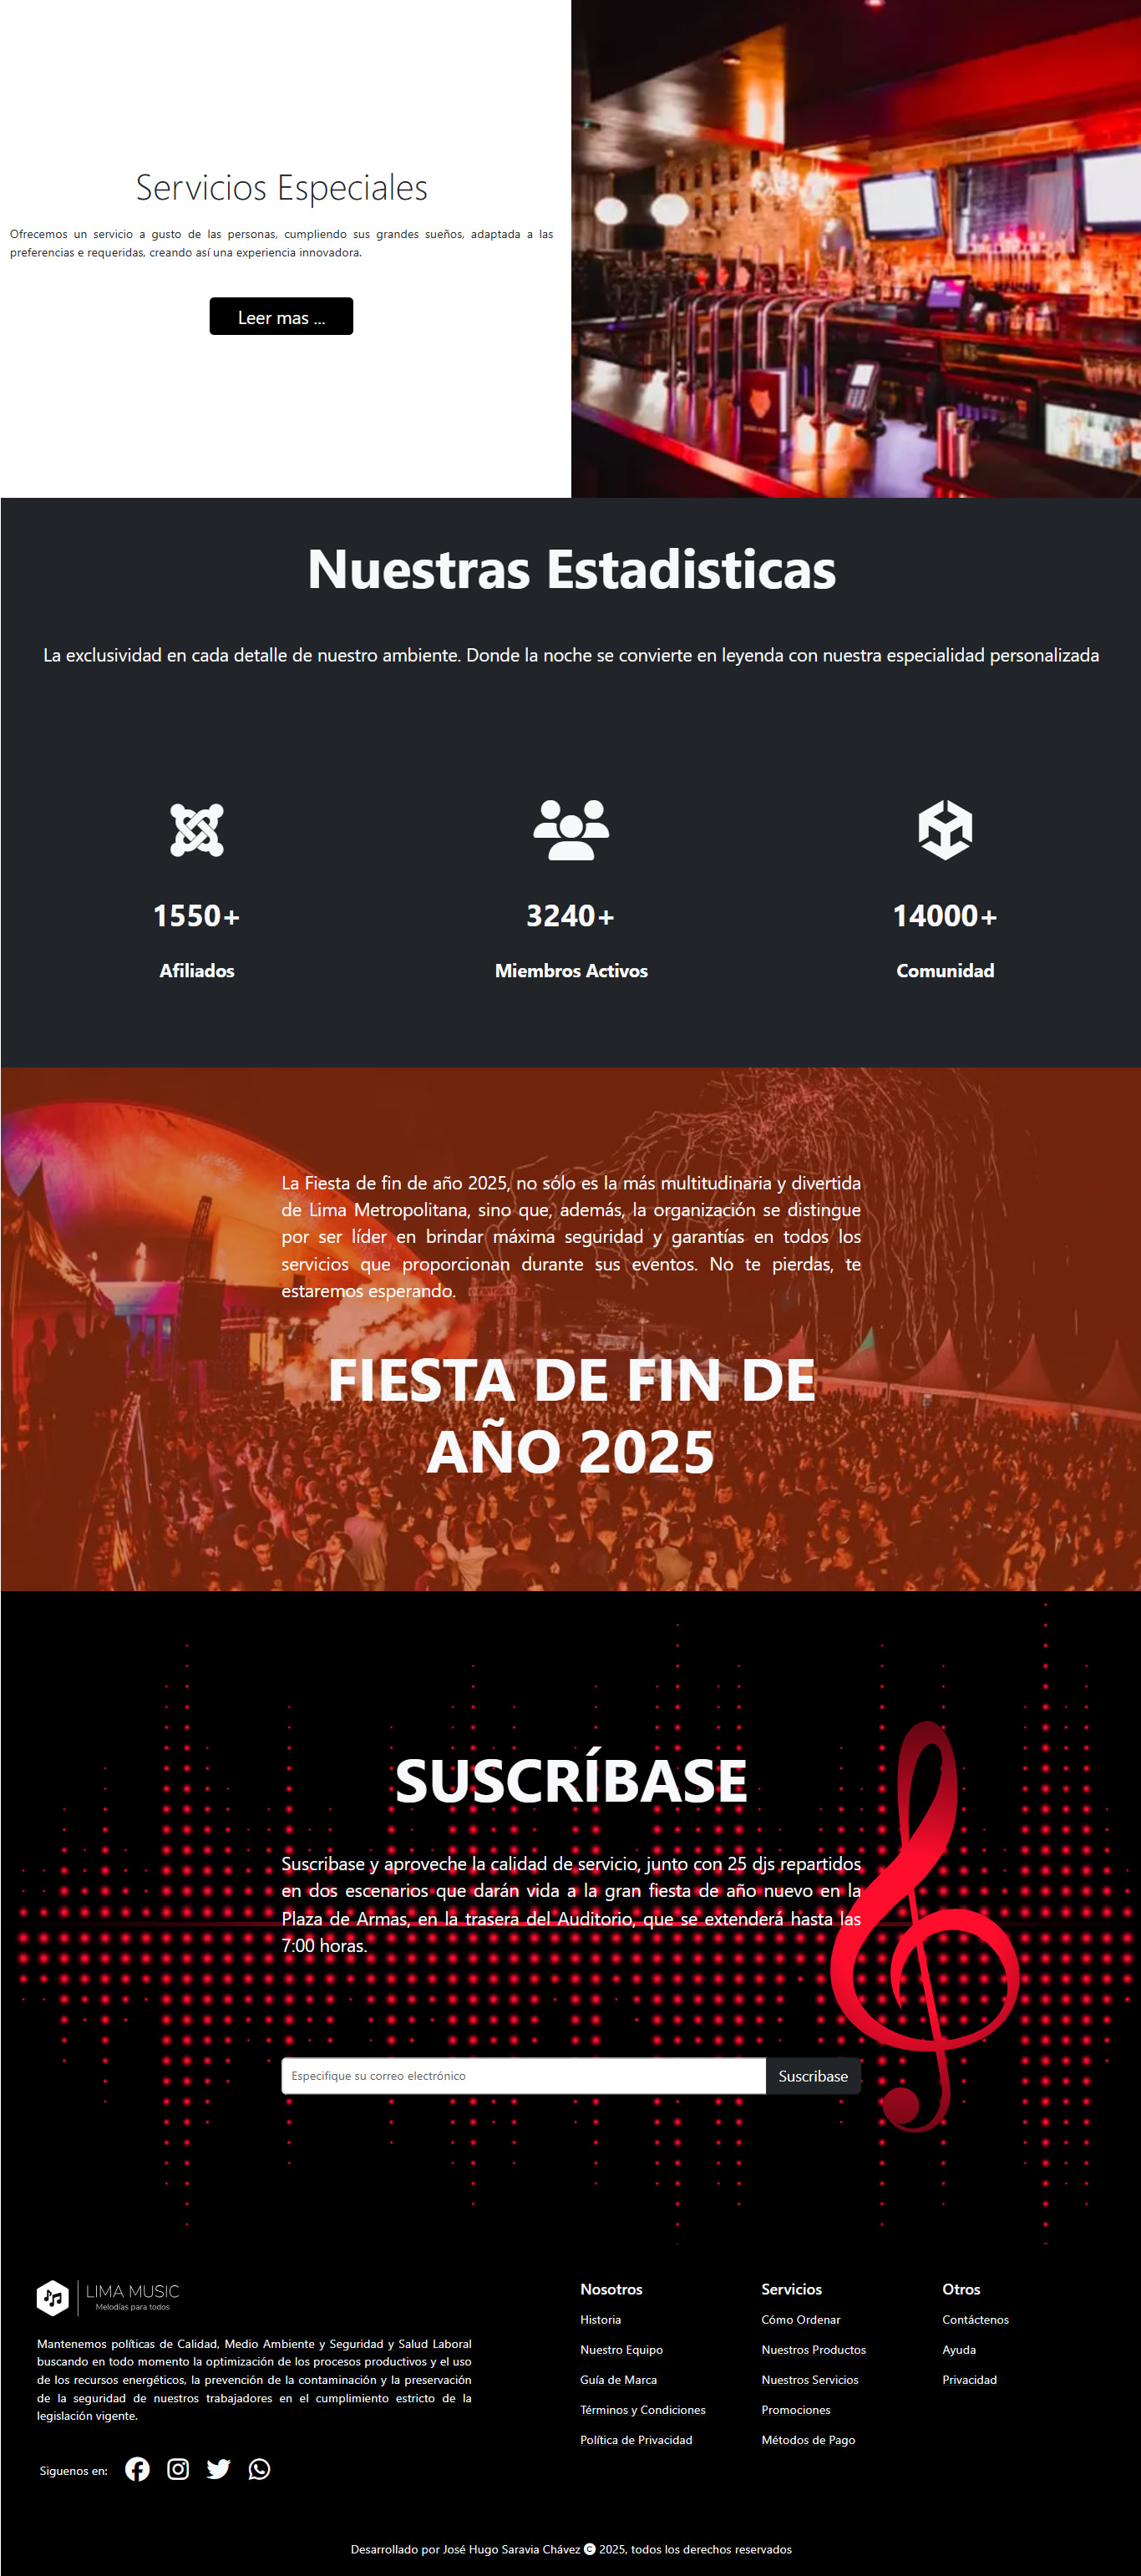 Servicios Especiales
Ofrecemos un servicio a gusto de las personas, cumpliendo sus grandes sueños, adaptada a las
preferencias e requeridas, creando así una experiencia innovadora.
Leer mas ...
Nuestras Estadisticas
La exclusividad en cada detalle de nuestro ambiente. Donde la noche se convierte en leyenda con nuestra especialidad personalizada
1550+
3240+
14000+
Afiliados
Miembros Activos
Comunidad
La Fiesta de fin de año 2025, no sólo es la más multitudinaria y divertida
de Lima Metropolitana, sino que, además, la organización se distingue
por ser líder en brindar máxima seguridad y garantías en todos los
servicios que proporcionan durante sus eventos. No te pierdas, te
estaremos esperando.
FIESTA DE FIN DE
AÑO 2025
SUSCRÍBASE
Suscribase y aproveche la calidad de servicio, junto con 25 djs repartidos
en dos escenarios que darán vida a la gran fiesta de año nuevo en la
Plaza de Armas, en la trasera del Auditorio, que se extenderá hasta las
7:00 horas.
Especifique su correo electrónico
Suscribase
LIMA MUSIC
Melodías para todos
Mantenemos políticas de Calidad, Medio Ambiente y Seguridad y Salud Laboral
buscando en todo momento la optimización de los procesos productivos y el uso
de los recursos energéticos, la prevención de la contaminación y la preservación
de la seguridad de nuestros trabajadores en el cumplimiento estricto de la
legislación vigente.
Siguenos en:
Nosotros
Historia
Nuestro Equipo
Guía de Marca
Términos y Condiciones
Política de Privacidad
Servicios
Cómo Ordenar
Nuestros Productos
Nuestros Servicios
Promociones
Métodos de Pago
Otros
Contáctenos
Ayuda
Privacidad
Desarrollado por José Hugo Saravia Chávez © 2025, todos los derechos reservados